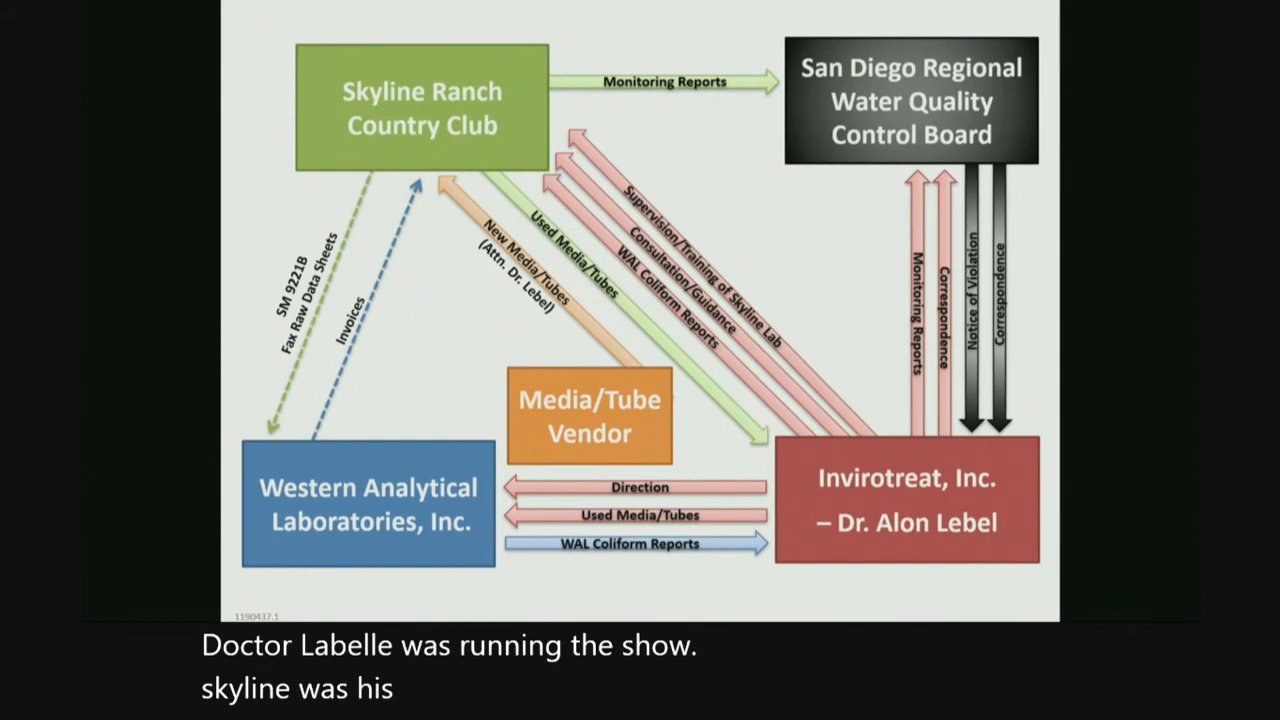 Skyline Ranch
Country Club
Monitoring Reports
San Diego Regional
Water Quality
Control Board
SM 9221B
Fax Raw Data Sheets
Invoices
New Media/Tubes
(Attn. Dr. Lebel)
Used Media/Tubes
Supervision/Training of Skyline Lab
Consultation/Guidance
WAL Coliform Reports
Monitoring Reports
Correspondence
Notice of Violation
Correspondence
Media/Tube
Vendor
Western Analytical
Laboratories, Inc.
Direction
Used Media/Tubes
WAL Coliform Reports
Invirotreat, Inc.
– Dr. Alon Lebel
1190437.1
Doctor Labelle was running the show.
skyline was his